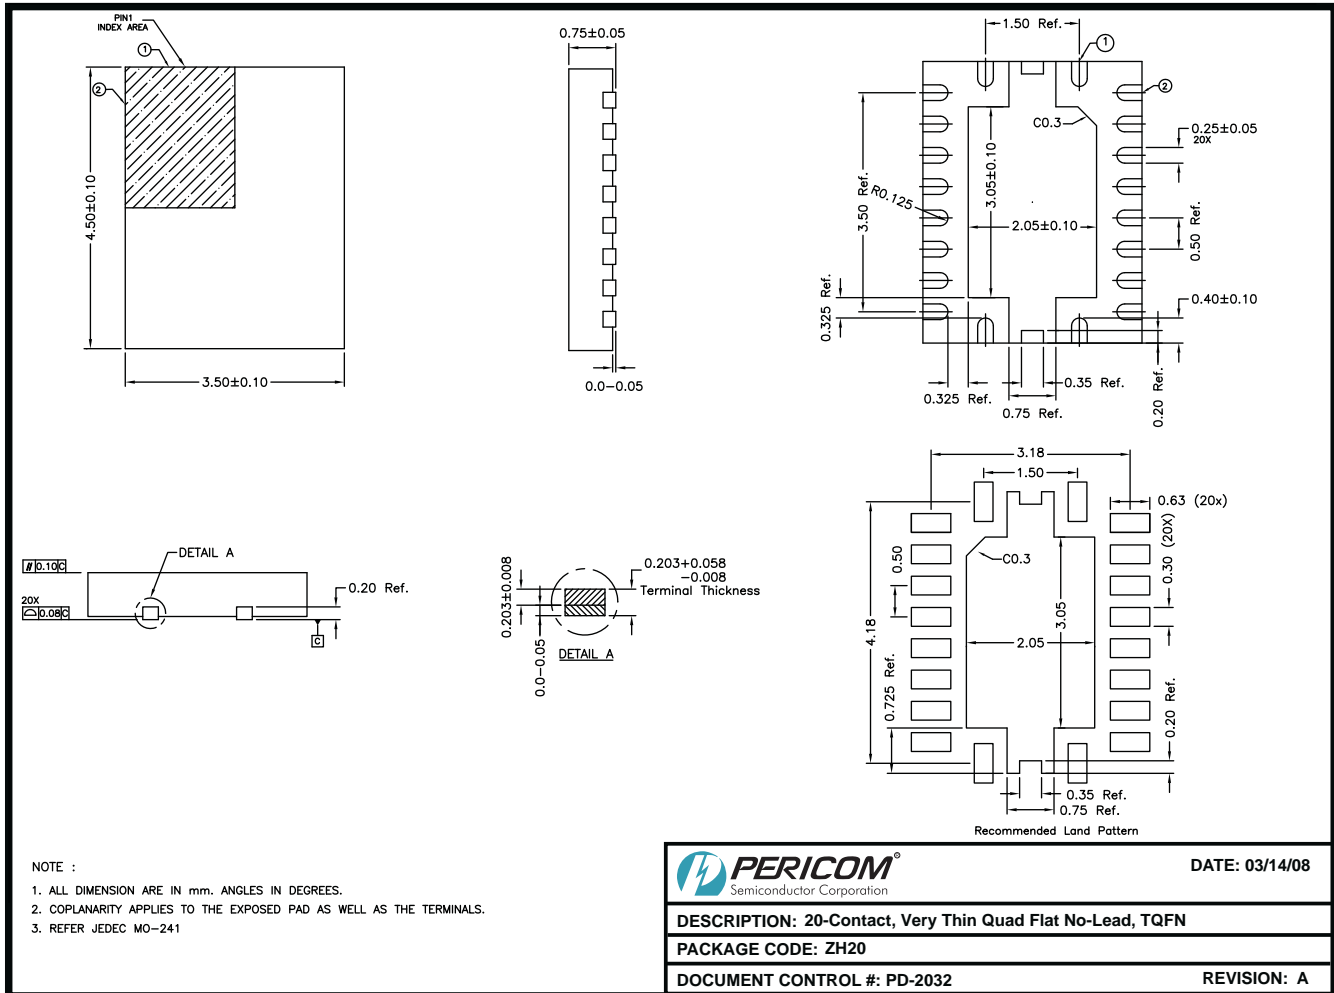 PIN1
INDEX AREA
1
2
4.50±0.10
3.50±0.10
0.75±0.05
0.0-0.05
1.50 Ref.
1
2
C0.3
0.25±0.05
20X
3.50 Ref.
3.05±0.10
R0.125
2.05±0.10
0.50 Ref.
0.325 Ref.
0.40±0.10
0.325 Ref.
0.35 Ref.
0.75 Ref.
0.20 Ref.
// 0.10 C
20X
0.08 C
DETAIL A
0.20 Ref.
C
0.203±0.008
0.0-0.05
0.203+0.058
-0.008
Terminal Thickness
DETAIL A
3.18
1.50
0.63 (20x)
0.50
C0.3
0.30 (20X)
4.18
3.05
2.05
0.725 Ref.
0.20 Ref.
0.35 Ref.
0.75 Ref.
Recommended Land Pattern
NOTE :
1. ALL DIMENSION ARE IN mm. ANGLES IN DEGREES.
2. COPLANARITY APPLIES TO THE EXPOSED PAD AS WELL AS THE TERMINALS.
3. REFER JEDEC MO-241
PERICOM®
Semiconductor Corporation
DATE: 03/14/08
DESCRIPTION: 20-Contact, Very Thin Quad Flat No-Lead, TQFN
PACKAGE CODE: ZH20
DOCUMENT CONTROL #: PD-2032
REVISION: A